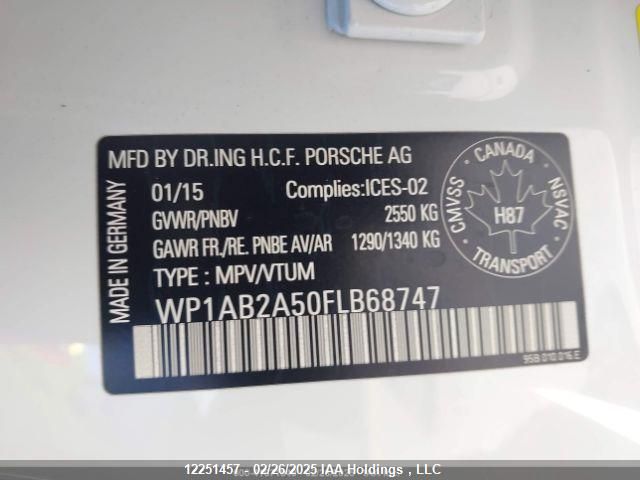 MFD BY DR.ING H.C.F. PORSCHE AG
01/15 Complies:ICES-02
GVWR/PNBV 2550 KG
GAWR FR./RE. PNBE AV/AR 1290/1340 KG
TYPE : MPV/VTUM
WP1AB2A50FLB68747
MADE IN GERMANY
CANADA
CMVSS
NSVAC
H87
TRANSPORT
95B.010.016.E
12251457 - 02/26/2025 IAA Holdings , LLC